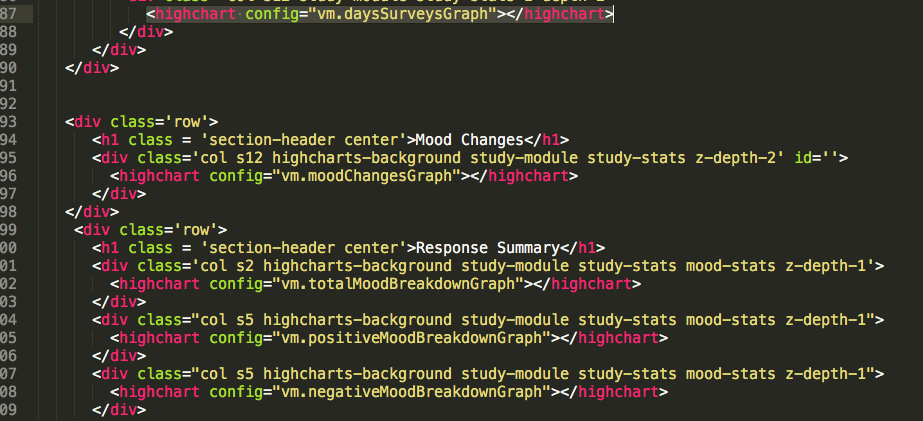 87 <highchart config="vm.daysSurveysGraph"></highchart>
88 </div>
89 </div>
90 </div>
91
92
93 <div class='row'>
94 <h1 class = 'section-header center'>Mood Changes</h1>
95 <div class='col s12 highcharts-background study-module study-stats z-depth-2' id=''>
96 <highchart config="vm.moodChangesGraph"></highchart>
97 </div>
98 </div>
99 <div class='row'>
00 <h1 class = 'section-header center'>Response Summary</h1>
01 <div class='col s2 highcharts-background study-module study-stats mood-stats z-depth-1'>
02 <highchart config="vm.totalMoodBreakdownGraph"></highchart>
03 </div>
04 <div class="col s5 highcharts-background study-module study-stats mood-stats z-depth-1">
05 <highchart config="vm.positiveMoodBreakdownGraph"></highchart>
06 </div>
07 <div class="col s5 highcharts-background study-module study-stats mood-stats z-depth-1">
08 <highchart config="vm.negativeMoodBreakdownGraph"></highchart>
09 </div>